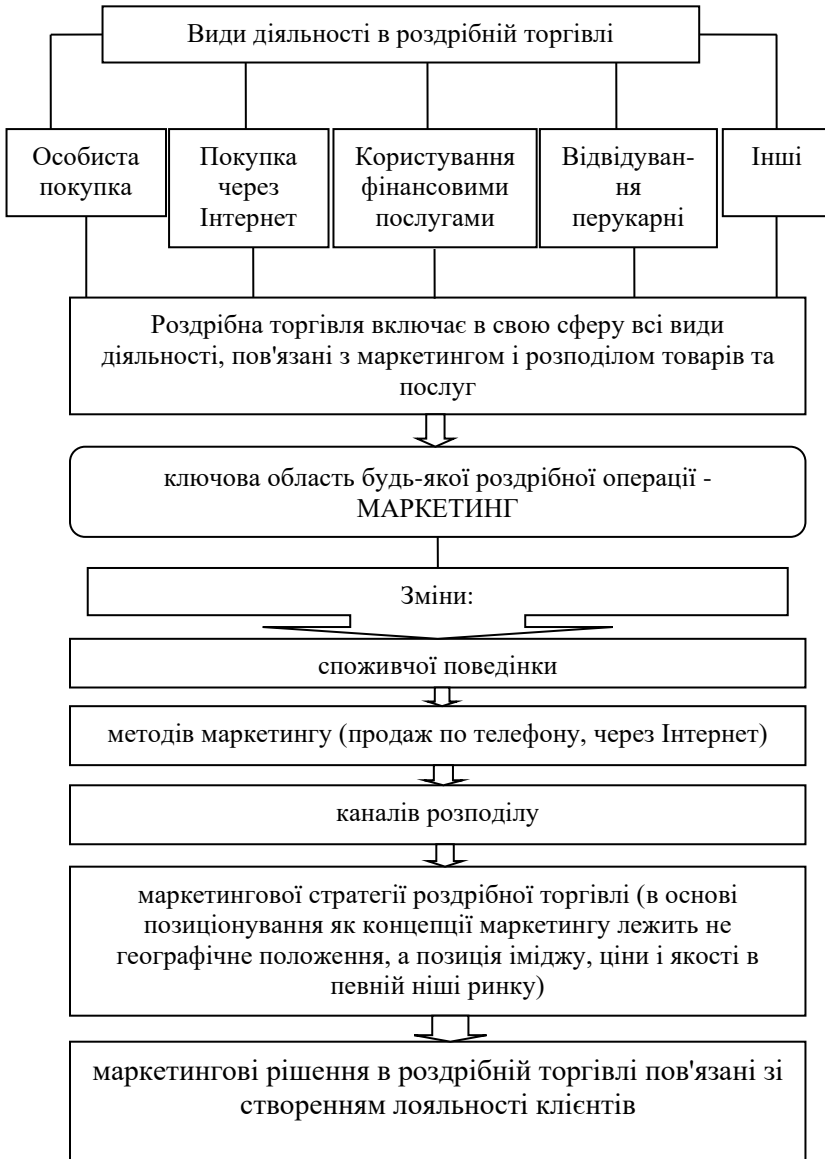 Види діяльності в роздрібній торгівлі
Особиста
покупка
Покупка
через
Інтернет
Користування
фінансовими
послугами
Відвідуван-
ня
перукарні
Інші
Роздрібна торгівля включає в свою сферу всі види
діяльності, пов'язані з маркетингом і розподілом товарів та
послуг
ключова область будь-якої роздрібної операції -
МАРКЕТИНГ
Зміни:
споживчої поведінки
методів маркетингу (продаж по телефону, через Інтернет)
каналів розподілу
маркетингової стратегії роздрібної торгівлі (в основі
позиціонування як концепції маркетингу лежить не
географічне положення, а позиція іміджу, ціни і якості в
певній ніші ринку)
маркетингові рішення в роздрібній торгівлі пов'язані зі
створенням лояльності клієнтів